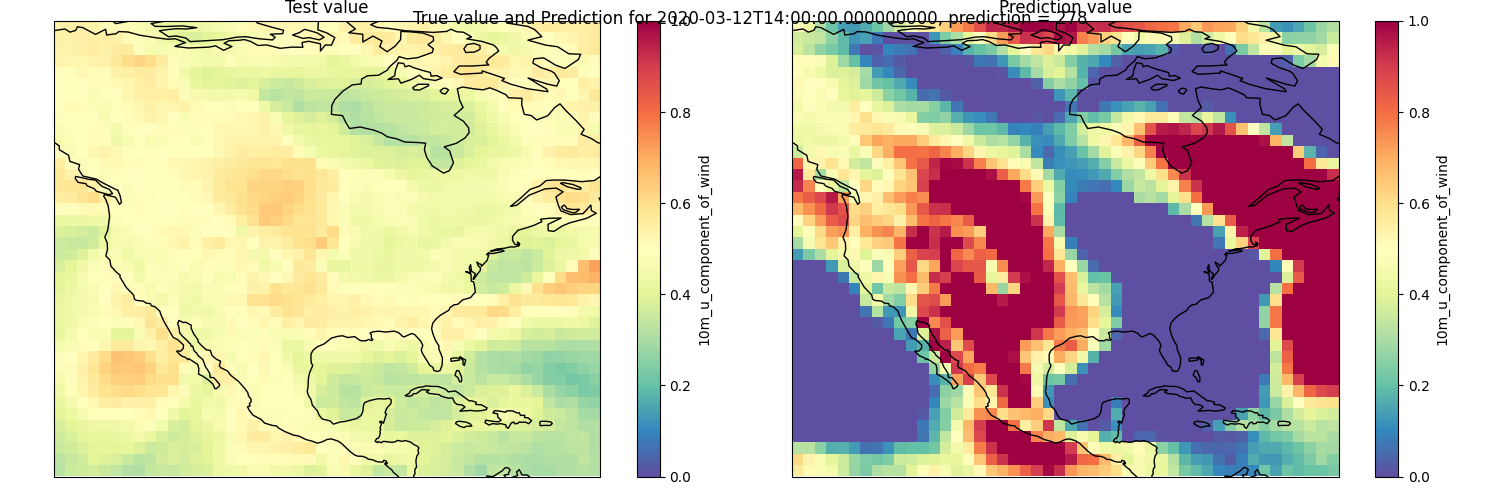 Test value
True value and Prediction for 2020-03-12T14:00:00.000000000, prediction = 278
Prediction value
1.0
0.8
0.6
0.4
0.2
0.0
10m_u_component_of_wind
1.0
0.8
0.6
0.4
0.2
0.0
10m_u_component_of_wind